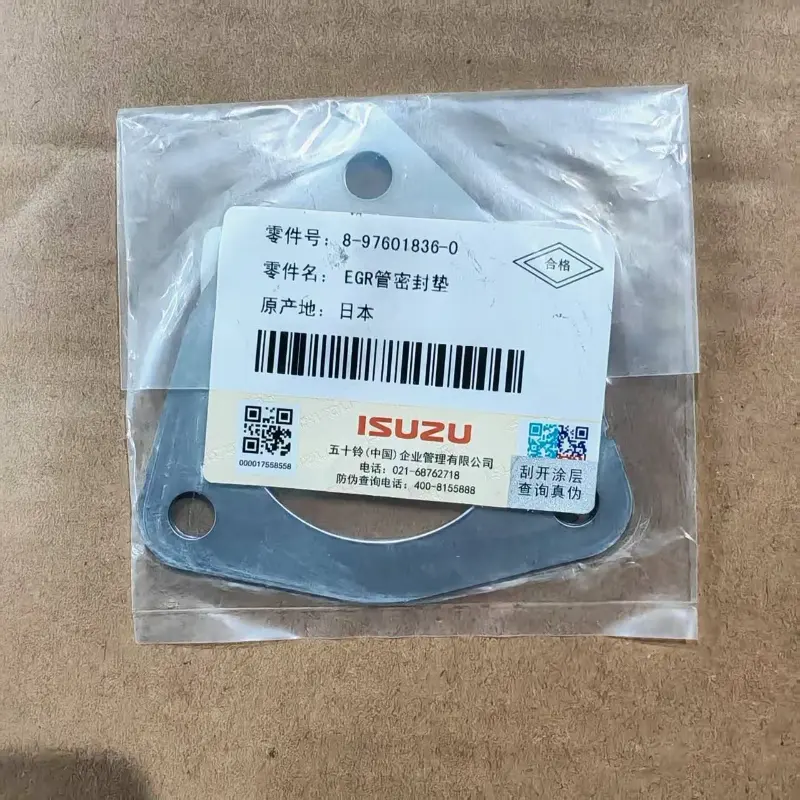 零件号: 8-97601836-0
零件名: EGR管密封垫
原产地: 日本
合格
ISUZU
五十铃(中国)企业管理有限公司
电话: 021-68762718
防伪查询电话: 400-8155888
000017558558
刮开涂层
查询真伪